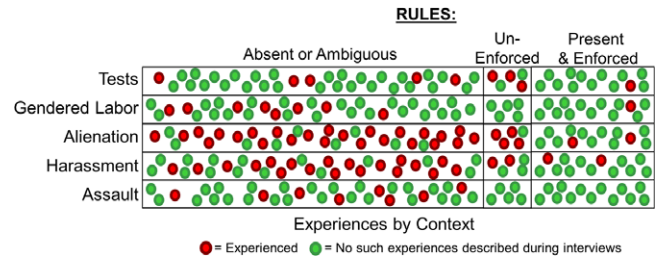 RULES:
Absent or Ambiguous
Un-
Enforced
Present
& Enforced
Tests
Gendered Labor
Alienation
Harassment
Assault
Experiences by Context
= Experienced
= No such experiences described during interviews